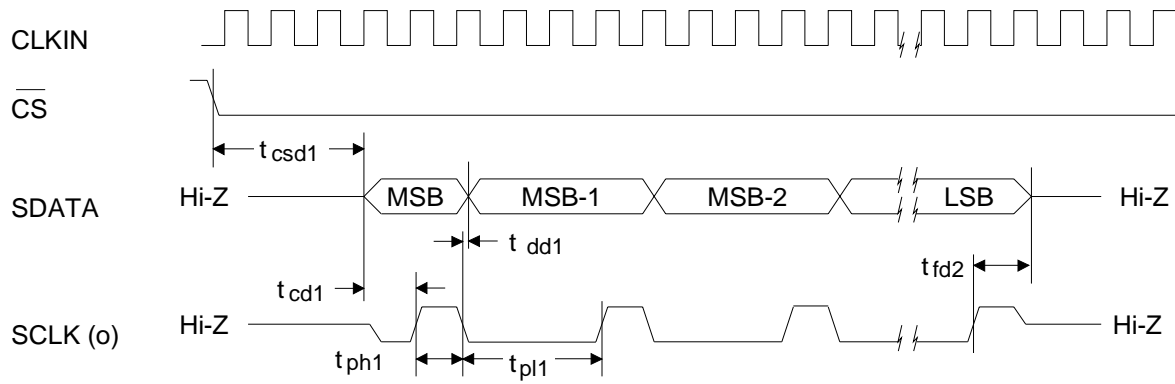 CLKIN
CS
t csd1
Hi-Z MSB MSB-1 MSB-2 LSB Hi-Z
SDATA
t dd1
t fd2
t cd1
Hi-Z Hi-Z
SCLK (o)
t ph1 t pl1